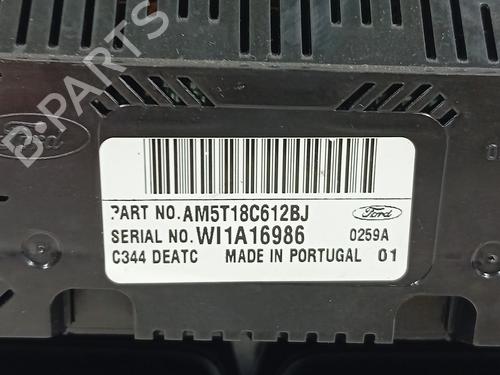 B-PARTS
Ford
PART NO.AM5T18C612BJ
Ford
SERIAL NO.WI1A16986
0259A
C344 DEATC MADE IN PORTUGAL 01